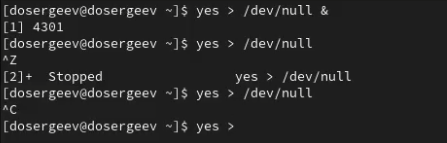 [dosergeev@dosergeev ~]$ yes > /dev/null &
[1] 4301
[dosergeev@dosergeev ~]$ yes > /dev/null
^Z
[2]+  Stopped                 yes > /dev/null
[dosergeev@dosergeev ~]$ yes > /dev/null
^C
[dosergeev@dosergeev ~]$ yes >